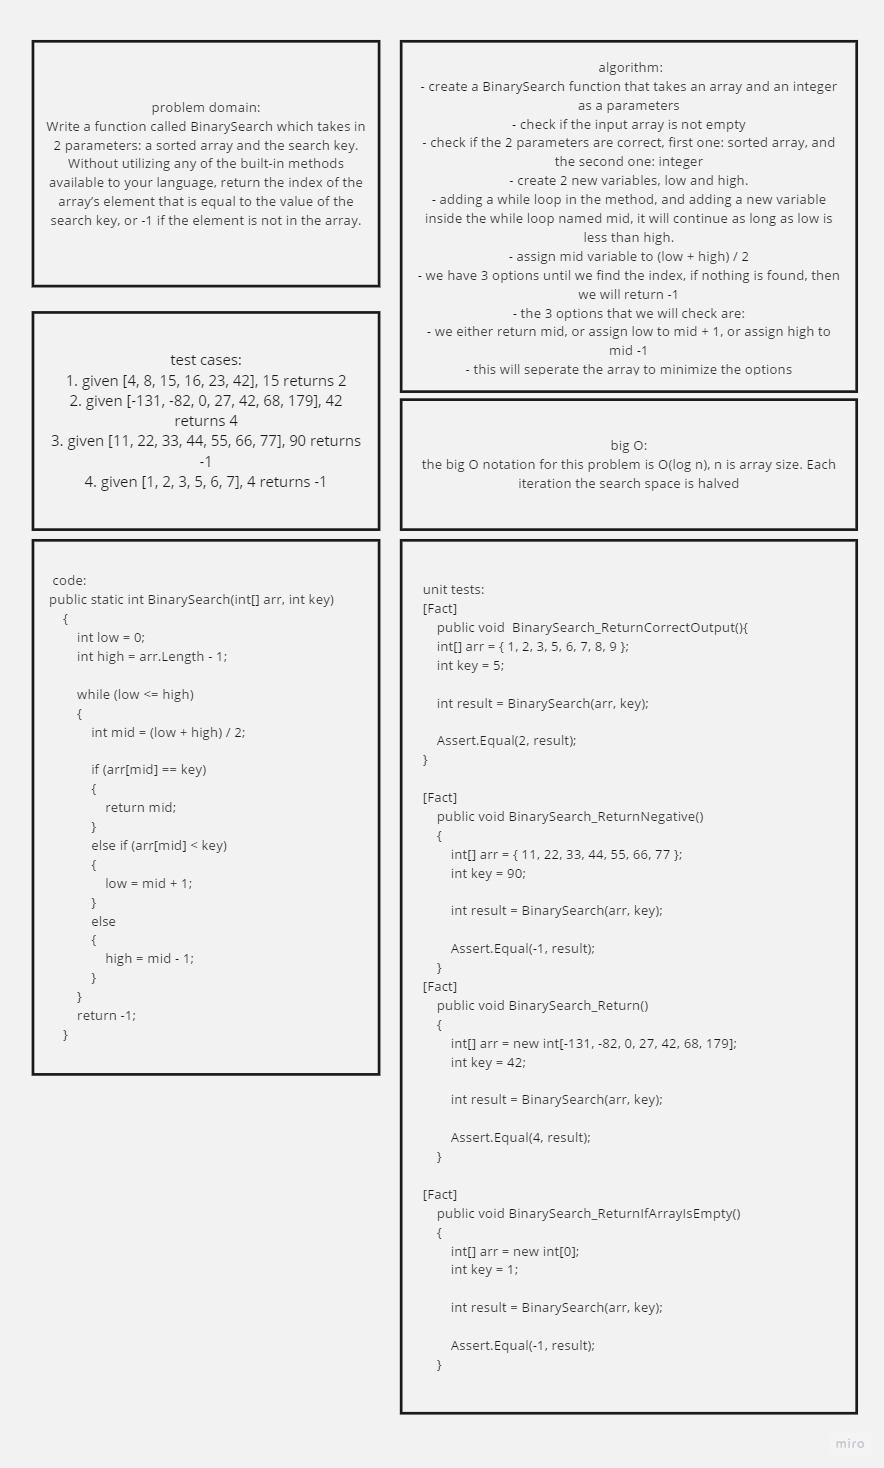 problem domain:
Write a function called BinarySearch which takes in
2 parameters: a sorted array and the search key.
Without utilizing any of the built-in methods
available to your language, return the index of the
array’s element that is equal to the value of the
search key, or -1 if the element is not in the array.
algorithm:
- create a BinarySearch function that takes an array and an integer
as a parameters
- check if the input array is not empty
- check if the 2 parameters are correct, first one: sorted array, and
the second one: integer
- create 2 new variables, low and high.
- adding a while loop in the method, and adding a new variable
inside the while loop named mid, it will continue as long as low is
less than high.
- assign mid variable to (low + high) / 2
- we have 3 options until we find the index, if nothing is found, then
we will return -1
- the 3 options that we will check are:
- we either return mid, or assign low to mid + 1, or assign high to
mid -1
- this will seperate the array to minimize the options
test cases:
1. given [4, 8, 15, 16, 23, 42], 15 returns 2
2. given [-131, -82, 0, 27, 42, 68, 179], 42
returns 4
3. given [11, 22, 33, 44, 55, 66, 77], 90 returns
-1
4. given [1, 2, 3, 5, 6, 7], 4 returns -1
big O:
the big O notation for this problem is O(log n), n is array size. Each
iteration the search space is halved
code:
public static int BinarySearch(int[] arr, int key)
{
int low = 0;
int high = arr.Length - 1;
while (low <= high)
{
int mid = (low + high) / 2;
if (arr[mid] == key)
{
return mid;
}
else if (arr[mid] < key)
{
low = mid + 1;
}
else
{
high = mid - 1;
}
}
return -1;
}
unit tests:
[Fact]
public void  BinarySearch_ReturnCorrectOutput(){
int[] arr = { 1, 2, 3, 5, 6, 7, 8, 9 };
int key = 5;
int result = BinarySearch(arr, key);
Assert.Equal(2, result);
}
[Fact]
public void BinarySearch_ReturnNegative()
{
int[] arr = { 11, 22, 33, 44, 55, 66, 77 };
int key = 90;
int result = BinarySearch(arr, key);
Assert.Equal(-1, result);
}
[Fact]
public void BinarySearch_Return()
{
int[] arr = new int[-131, -82, 0, 27, 42, 68, 179];
int key = 42;
int result = BinarySearch(arr, key);
Assert.Equal(4, result);
}
[Fact]
public void BinarySearch_ReturnIfArrayIsEmpty()
{
int[] arr = new int[0];
int key = 1;
int result = BinarySearch(arr, key);
Assert.Equal(-1, result);
}
miro